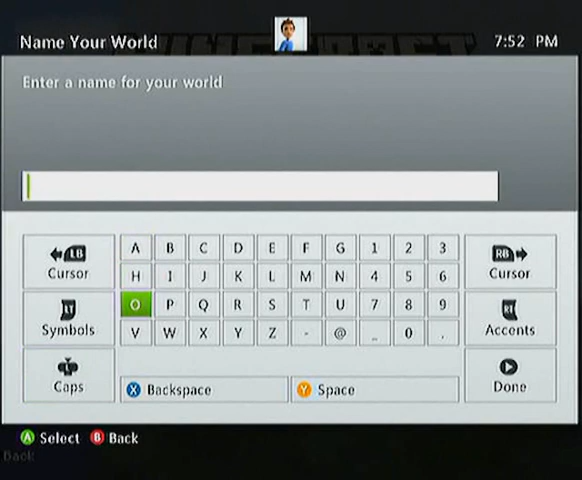 Name Your World
7:52 PM
Enter a name for your world
LB
Cursor
A B C D E F G 1 2 3
RB
Cursor
H I J K L M N 4 5 6
LT
Symbols
O P Q R S T U 7 8 9
RT
Accents
V W X Y Z - @ _ 0 .
L
Caps
X Backspace
Y Space
Done
A Select B Back
Back